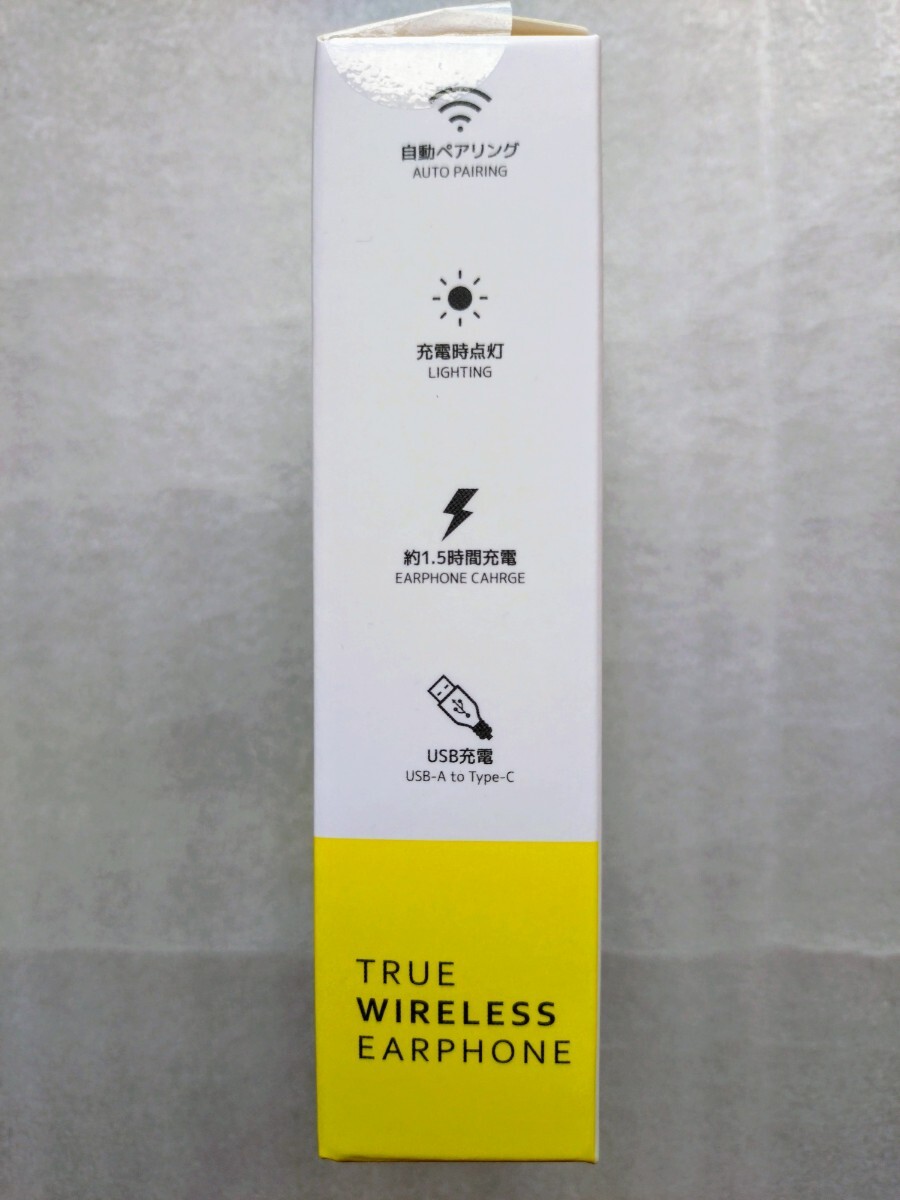 自動ペアリング
AUTO PAIRING
充電時点灯
LIGHTING
約1.5時間充電
EARPHONE CAHRGE
USB充電
USB-A to Type-C
TRUE
WIRELESS
EARPHONE